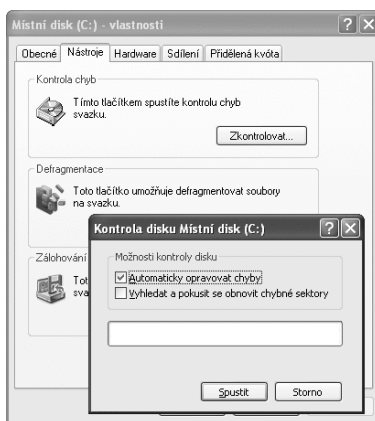 Místní disk (C:) - vlastnosti
Obecné Nástroje Hardware Sdílení Přidělená kvóta
Kontrola chyb
Tímto tlačítkem spustíte kontrolu chyb
svazku.
Zkontrolovat...
Defragmentace
Toto tlačítko umožňuje defragmentovat soubory
na svazku.
Kontrola disku Místní disk (C:)
Zálohování
Možnosti kontroly disku
Tot
Automaticky opravovat chyby
sva
Vyhledat a pokusit se obnovit chybné sektory
Spustit Storno